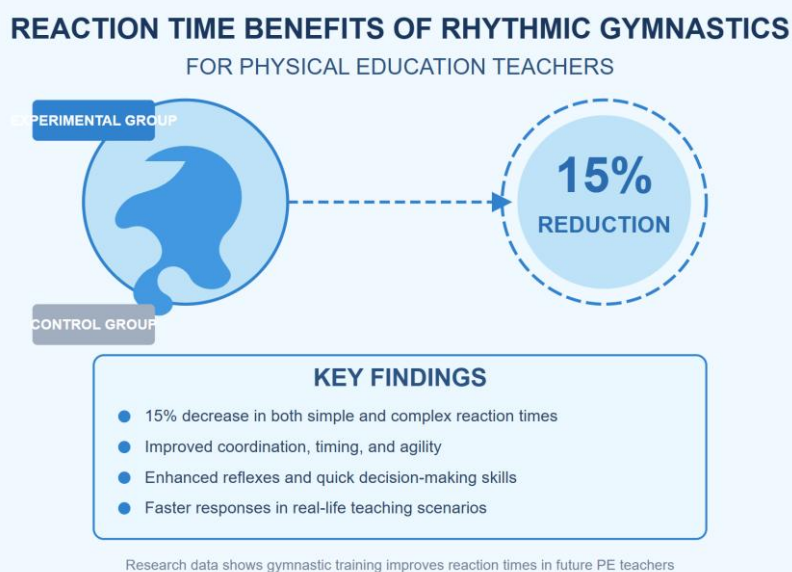 REACTION TIME BENEFITS OF RHYTHMIC GYMNASTICS
FOR PHYSICAL EDUCATION TEACHERS
EXPERIMENTAL GROUP
15%
REDUCTION
CONTROL GROUP
KEY FINDINGS
15% decrease in both simple and complex reaction times
Improved coordination, timing, and agility
Enhanced reflexes and quick decision-making skills
Faster responses in real-life teaching scenarios
Research data shows gymnastic training improves reaction times in future PE teachers